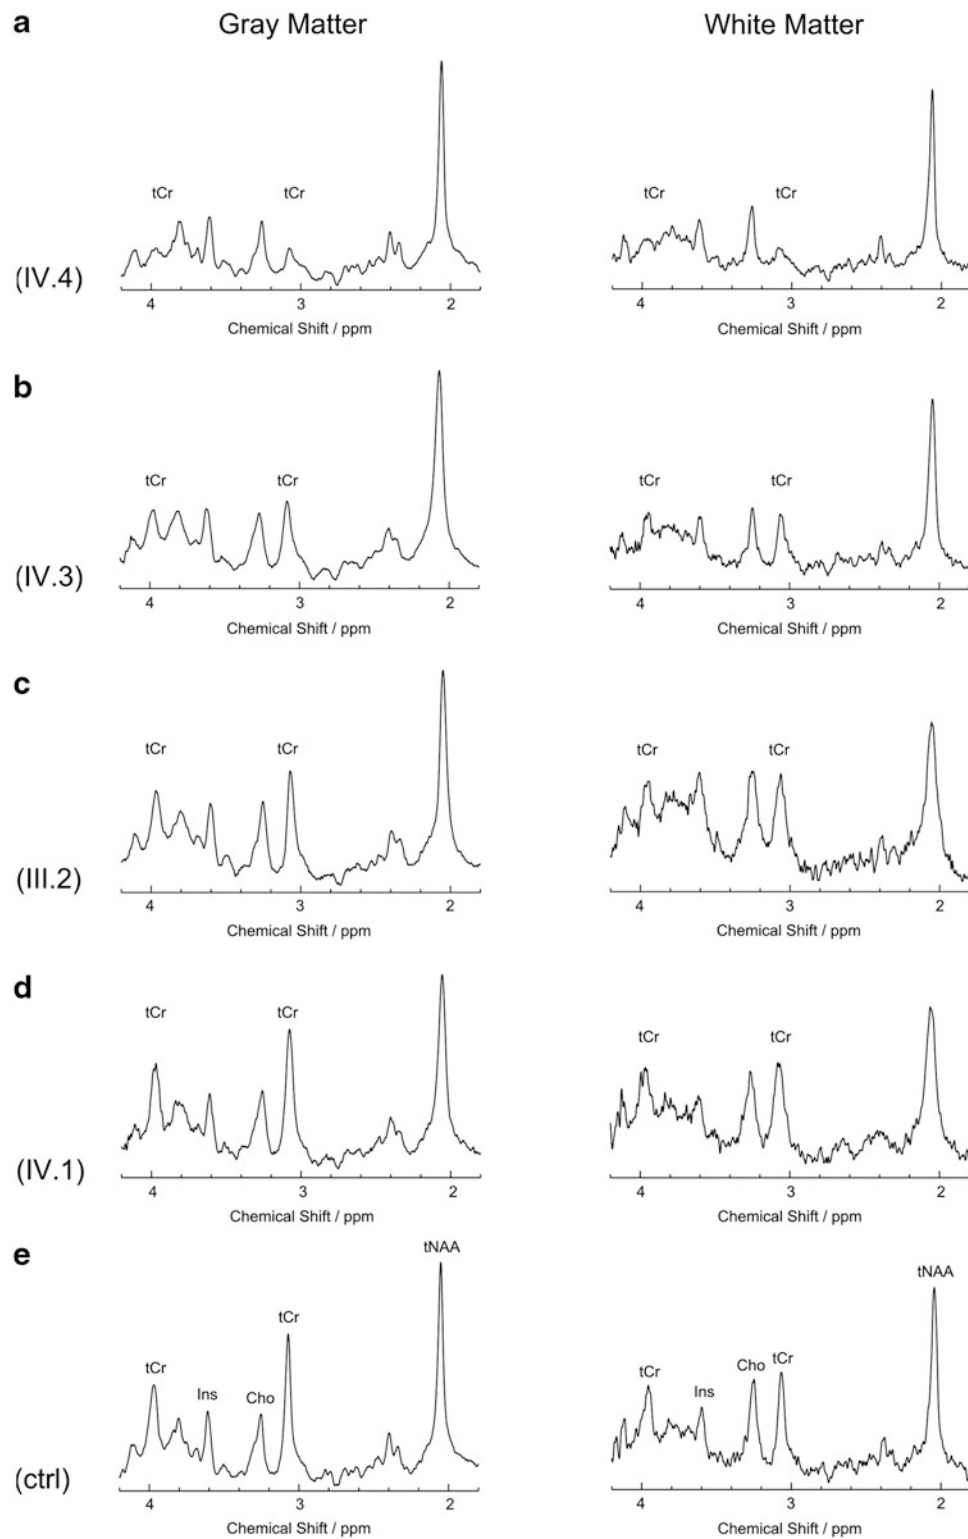 a Gray Matter White Matter
tCr tCr tCr tCr
(IV.4)
4 3 2 4 3 2
Chemical Shift / ppm Chemical Shift / ppm
b
tCr tCr tCr tCr
(IV.3)
4 3 2 4 3 2
Chemical Shift / ppm Chemical Shift / ppm
c
tCr tCr tCr tCr
(III.2)
4 3 2 4 3 2
Chemical Shift / ppm Chemical Shift / ppm
d
tCr tCr tCr tCr
(IV.1)
4 3 2 4 3 2
Chemical Shift / ppm Chemical Shift / ppm
e
tNAA tNAA
tCr tCr Ins Cho tCr Cho tCr Ins
(ctrl)
4 3 2 4 3 2
Chemical Shift / ppm Chemical Shift / ppm